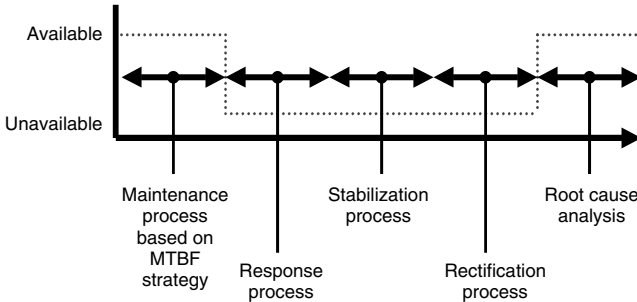 Available
Unavailable
Maintenance
process
based on
MTBF
strategy
Response
process
Stabilization
process
Rectification
process
Root cause
analysis